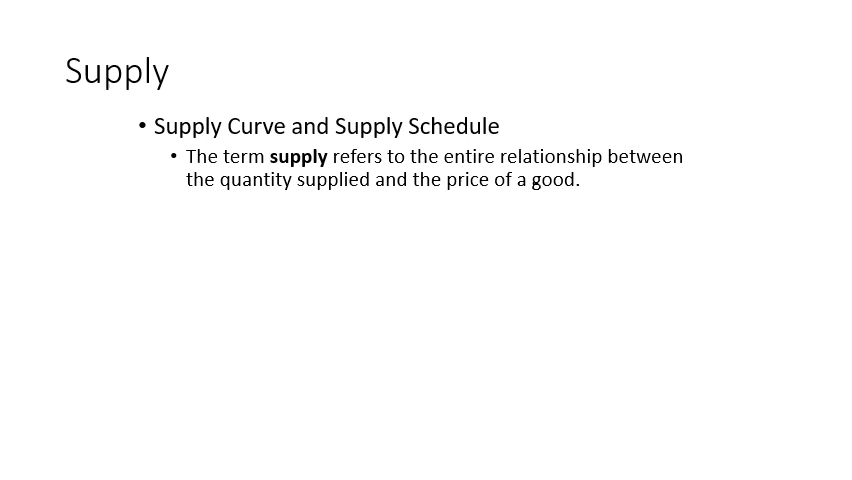 Supply
• Supply Curve and Supply Schedule
• The term supply refers to the entire relationship between
the quantity supplied and the price of a good.